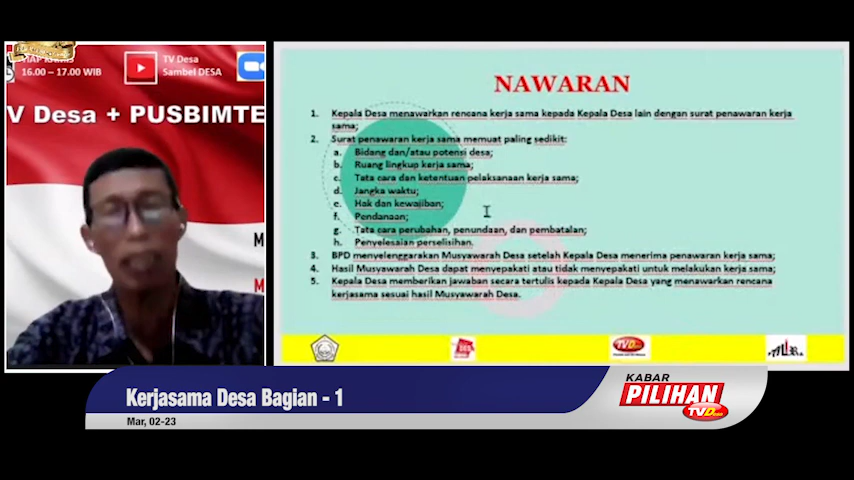 TIAP KAMIS
16.00 – 17.00 WIB
TV Desa
Sambel DESA
V Desa + PUSBIMTE
M
M
NAWARAN
1. Kepala Desa menawarkan rencana kerja sama kepada Kepala Desa lain dengan surat penawaran kerja
sama;
2. Surat penawaran kerja sama memuat paling sedikit:
a. Bidang dan/atau potensi desa;
b. Ruang lingkup kerja sama;
c. Tata cara dan ketentuan pelaksanaan kerja sama;
d. Jangka waktu;
e. Hak dan kewajiban;
f. Pendanaan;
g. Tata cara perubahan, penundaan, dan pembatalan;
h. Penyelesaian perselisihan.
3. BPD menyelenggarakan Musyawarah Desa setelah Kepala Desa menerima penawaran kerja sama;
4. Hasil Musyawarah Desa dapat menyepakati atau tidak menyepakati untuk melakukan kerja sama;
5. Kepala Desa memberikan jawaban secara tertulis kepada Kepala Desa yang menawarkan rencana
kerjasama sesuai hasil Musyawarah Desa.
TVDesa
Kerjasama Desa Bagian - 1
Mar, 02-23
KABAR
PILIHAN
TVDesa